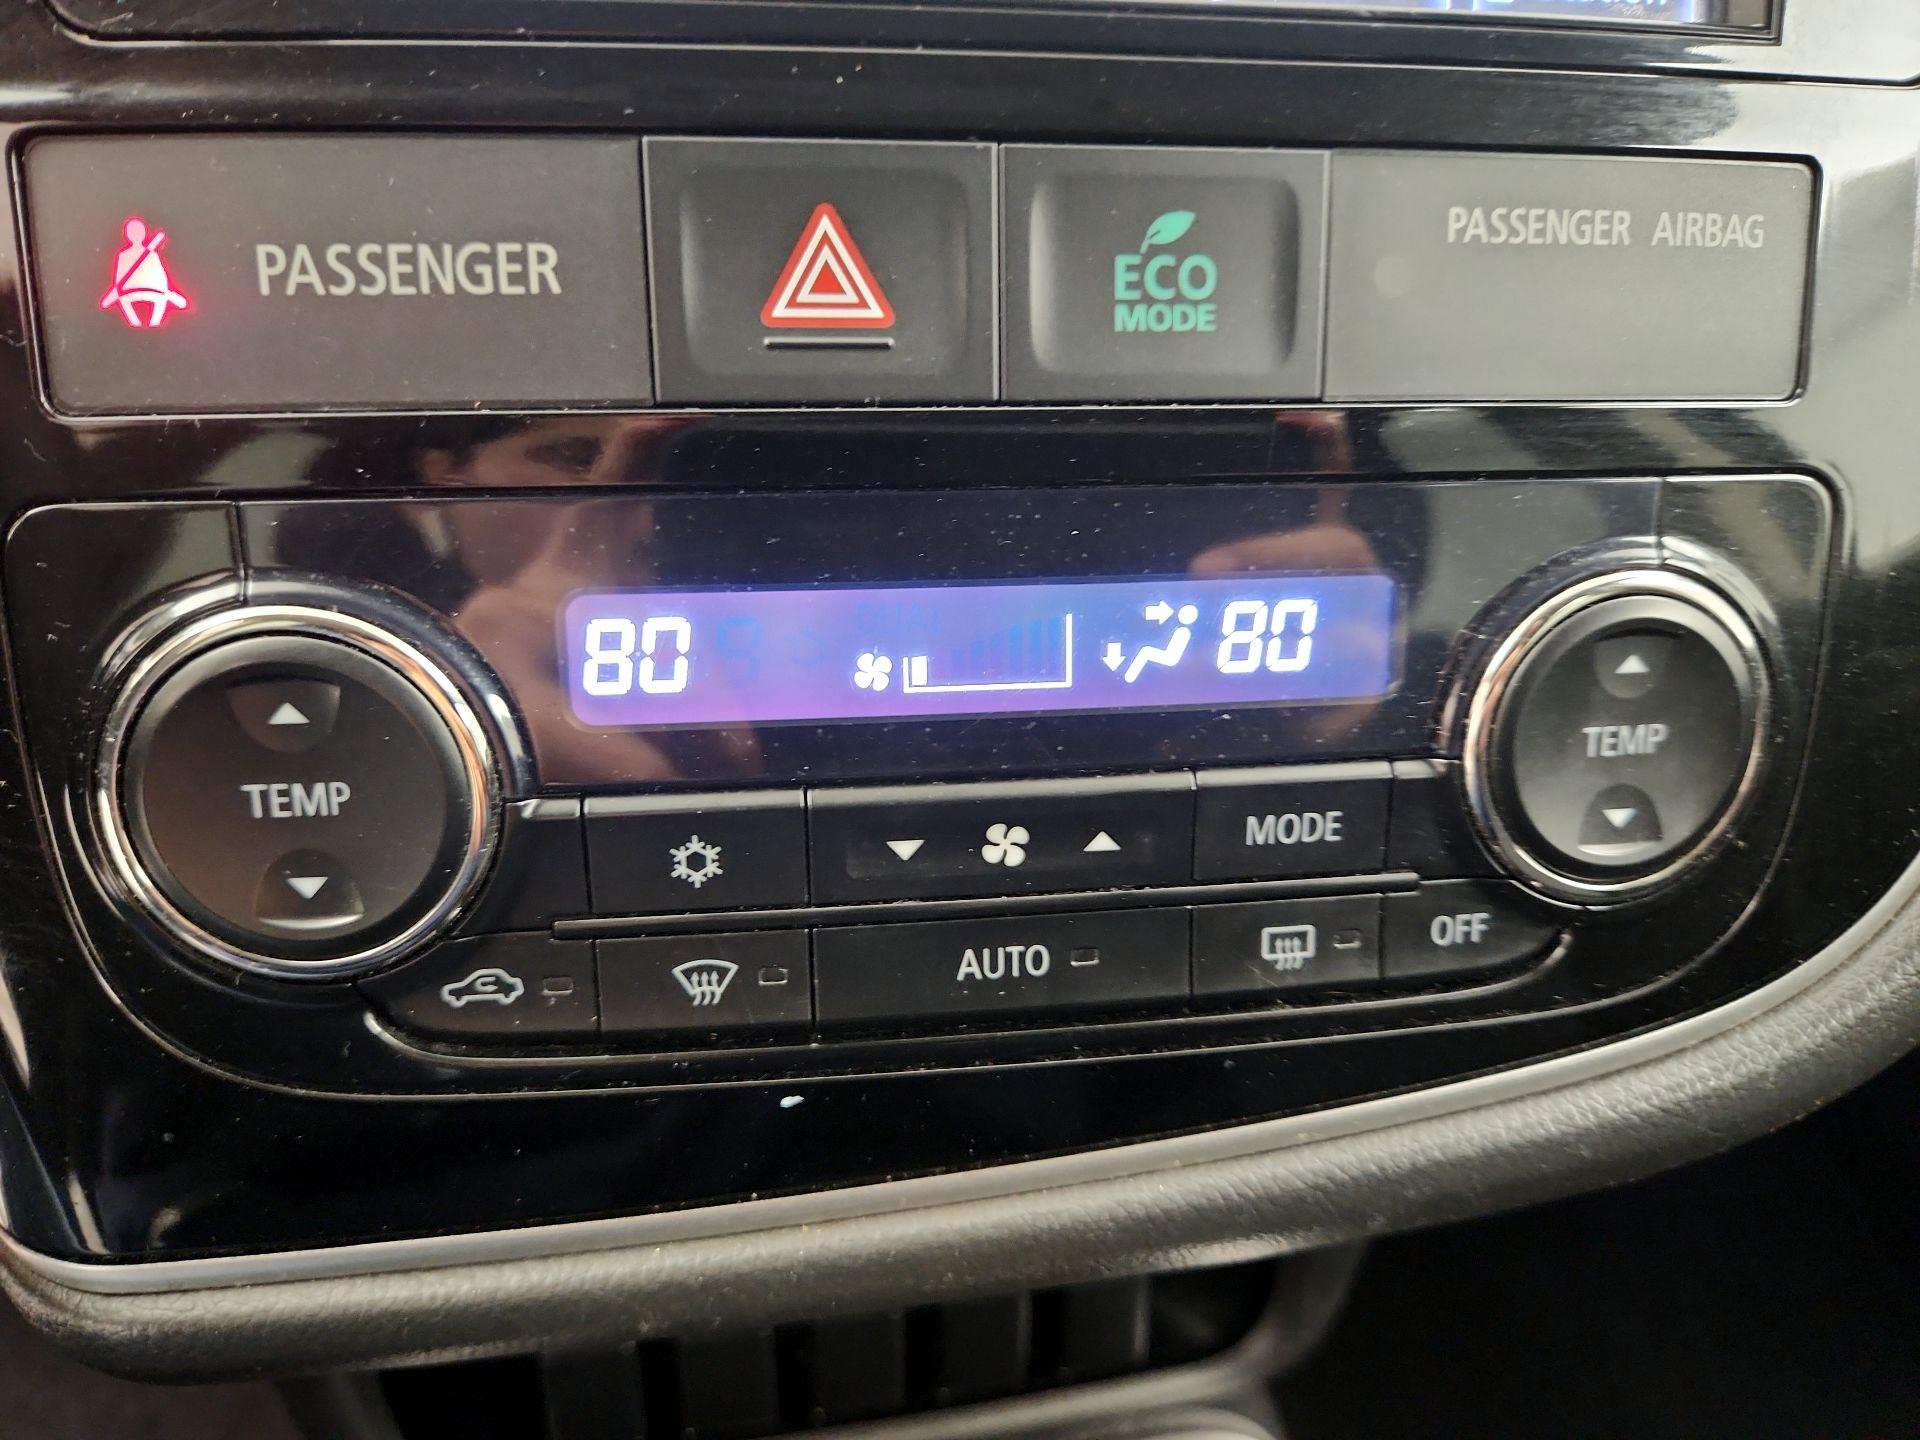 PASSENGER
ECO
MODE
PASSENGER AIRBAG
80
80
TEMP
TEMP
MODE
AUTO
OFF